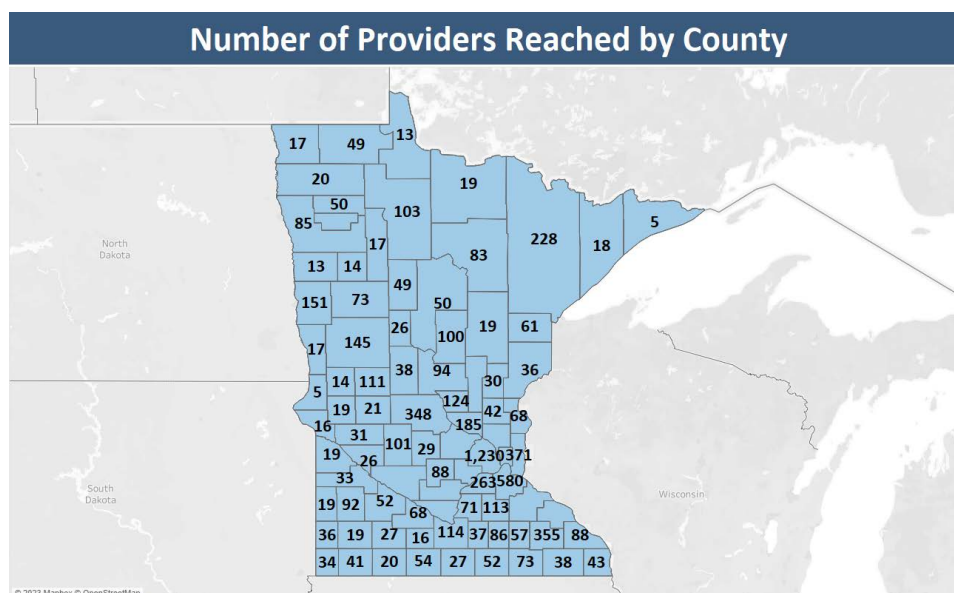 Number of Providers Reached by County
17 49 13
20 19
50
85 103 5
North
Dakota
17 83 228 18
13 14
49
151 73 50
26 19 61
17 145 100
38 94 36
5 14 111 30
19 21 348 124 42 68
16 185
31 101 29
19 26 1,230 371
33 88 263 580
South
Dakota
19 92 52 68 71 113
Wisconsin
36 19 27 16 114 37 86 57 355 88
34 41 20 54 27 52 73 38 43
© 2023 Mapbox © OpenStreetMap